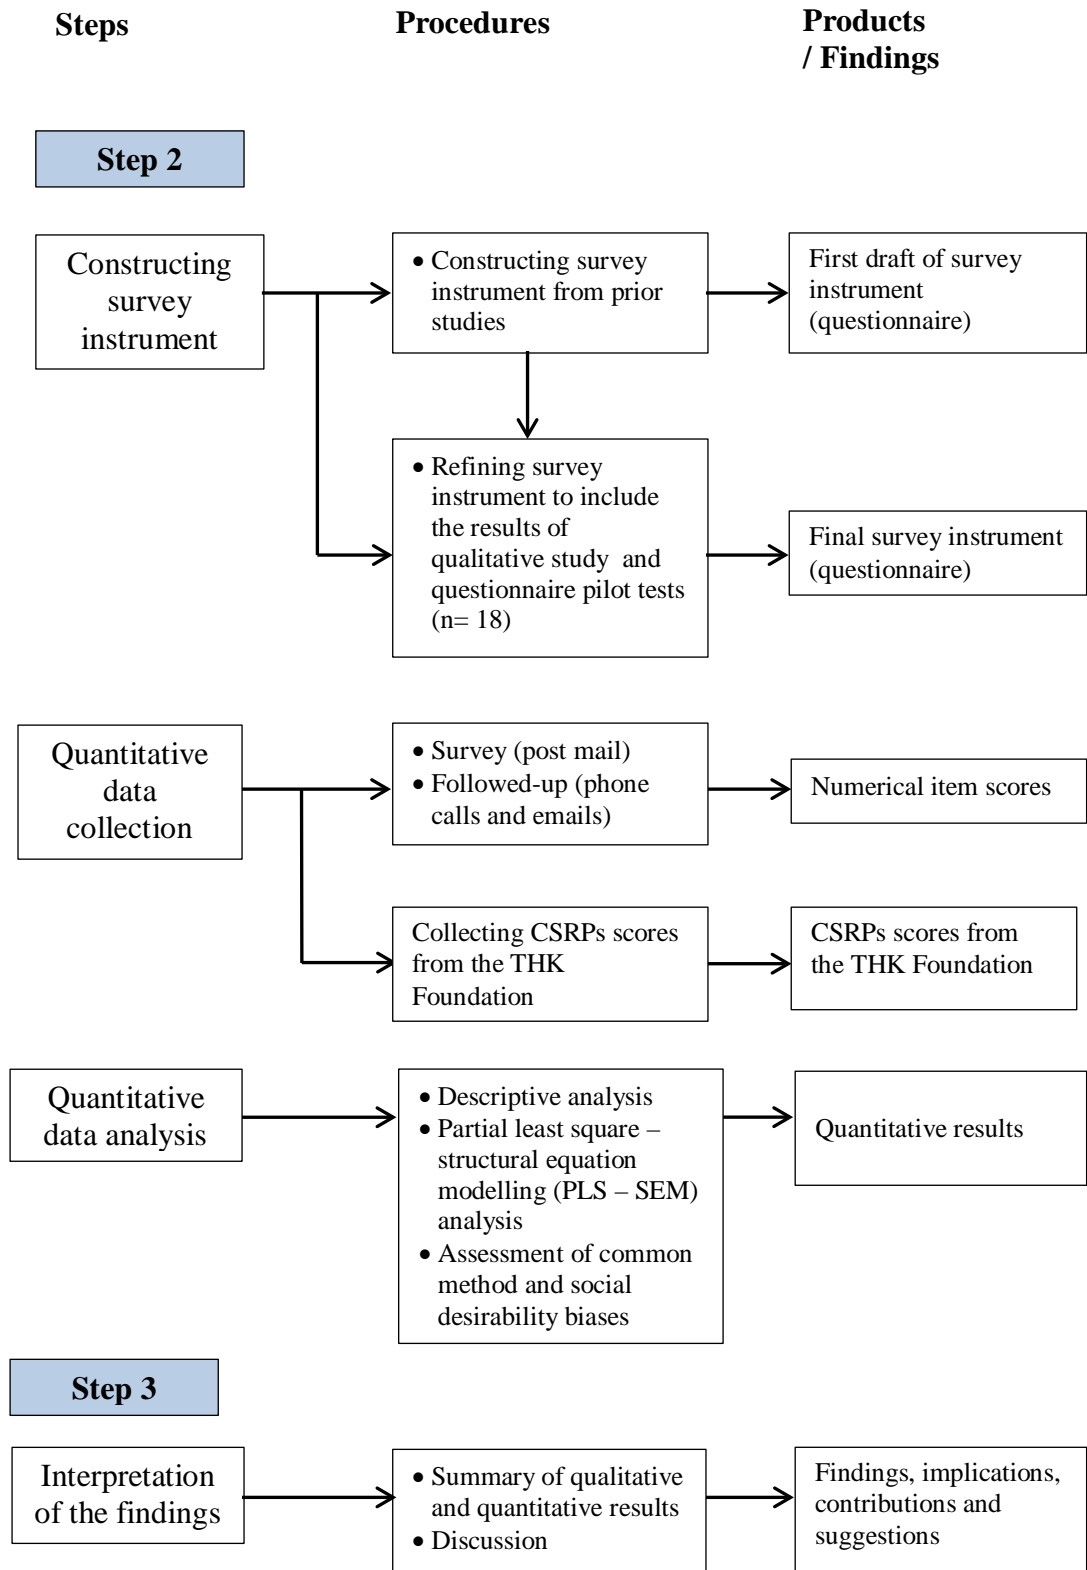 Steps
Procedures
Products
/ Findings
Step 2
Constructing
survey
instrument
• Constructing survey
instrument from prior
studies
First draft of survey
instrument
(questionnaire)
• Refining survey
instrument to include
the results of
qualitative study and
questionnaire pilot tests
(n= 18)
Final survey instrument
(questionnaire)
Quantitative
data
collection
• Survey (post mail)
• Followed-up (phone
calls and emails)
Numerical item scores
Collecting CSRPs scores
from the THK
Foundation
CSRPs scores from
the THK Foundation
Quantitative
data analysis
• Descriptive analysis
• Partial least square –
structural equation
modelling (PLS – SEM)
analysis
• Assessment of common
method and social
desirability biases
Quantitative results
Step 3
Interpretation
of the findings
• Summary of qualitative
and quantitative results
• Discussion
Findings, implications,
contributions and
suggestions